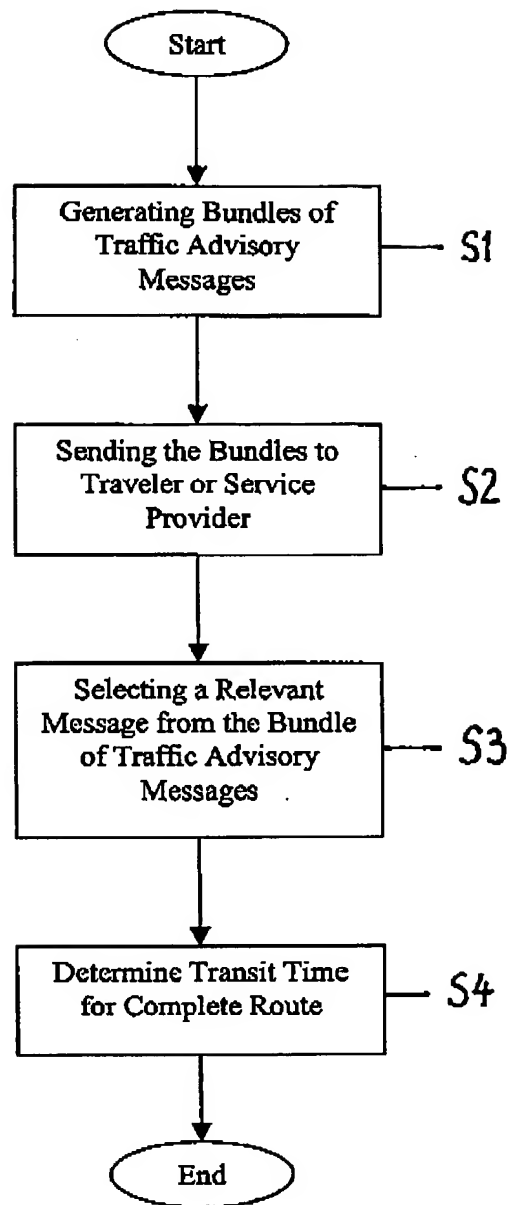 Start
Generating Bundles of
Traffic Advisory
Messages
S1
Sending the Bundles to
Traveler or Service
Provider
S2
Selecting a Relevant
Message from the Bundle
of Traffic Advisory
Messages
S3
Determine Transit Time
for Complete Route
S4
End